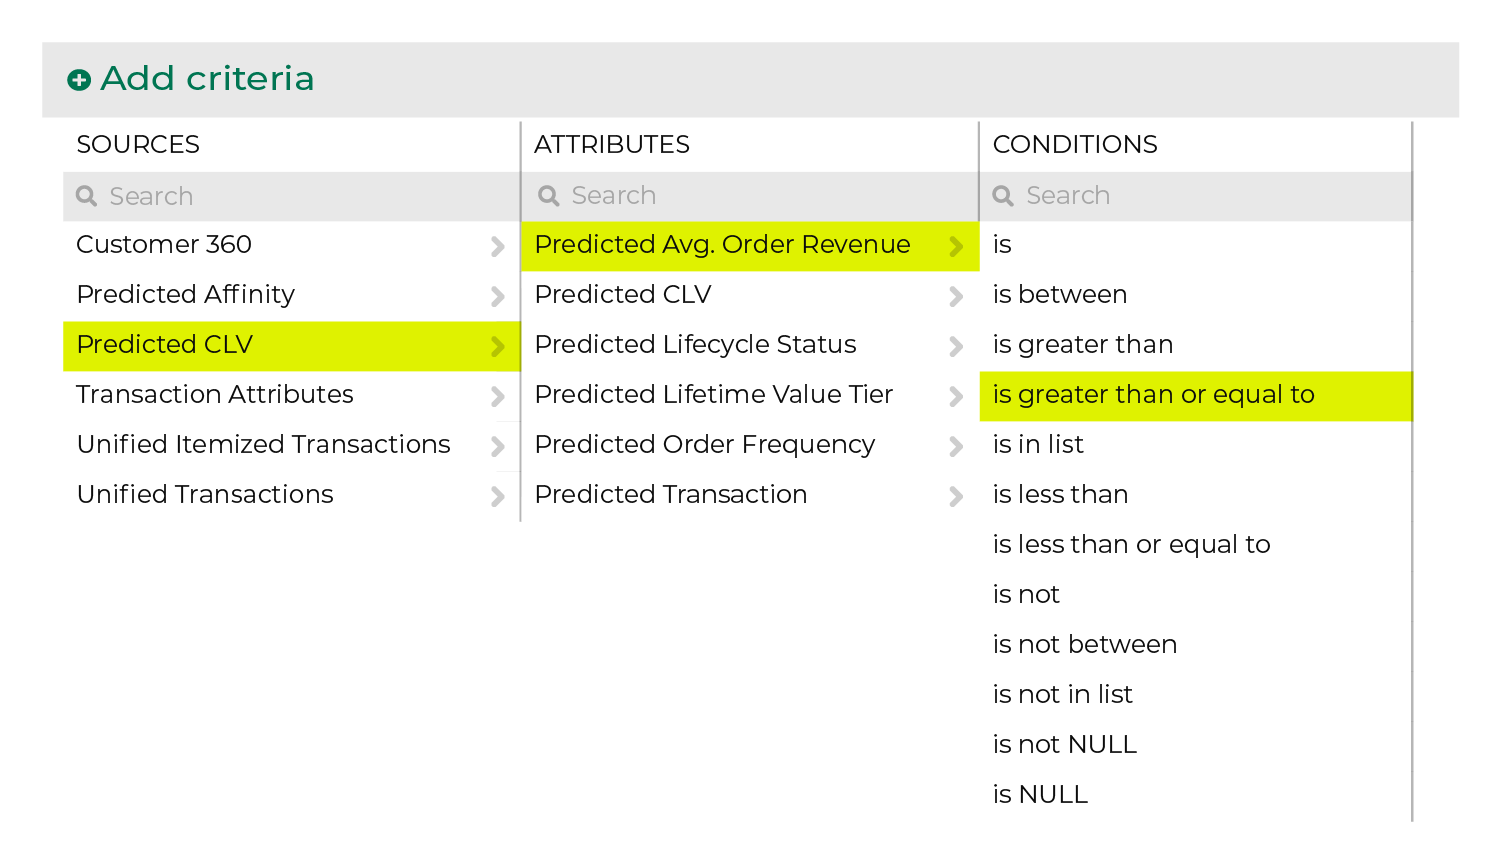 Add criteria
SOURCES
Search
Customer 360
Predicted Affinity
Predicted CLV
Transaction Attributes
Unified Itemized Transactions
Unified Transactions
ATTRIBUTES
Search
Predicted Avg. Order Revenue
Predicted CLV
Predicted Lifecycle Status
Predicted Lifetime Value Tier
Predicted Order Frequency
Predicted Transaction
CONDITIONS
Search
is
is between
is greater than
is greater than or equal to
is in list
is less than
is less than or equal to
is not
is not between
is not in list
is not NULL
is NULL